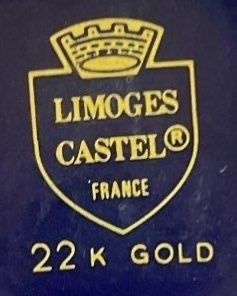 LIMOGES
CASTEL®
FRANCE
22 K GOLD